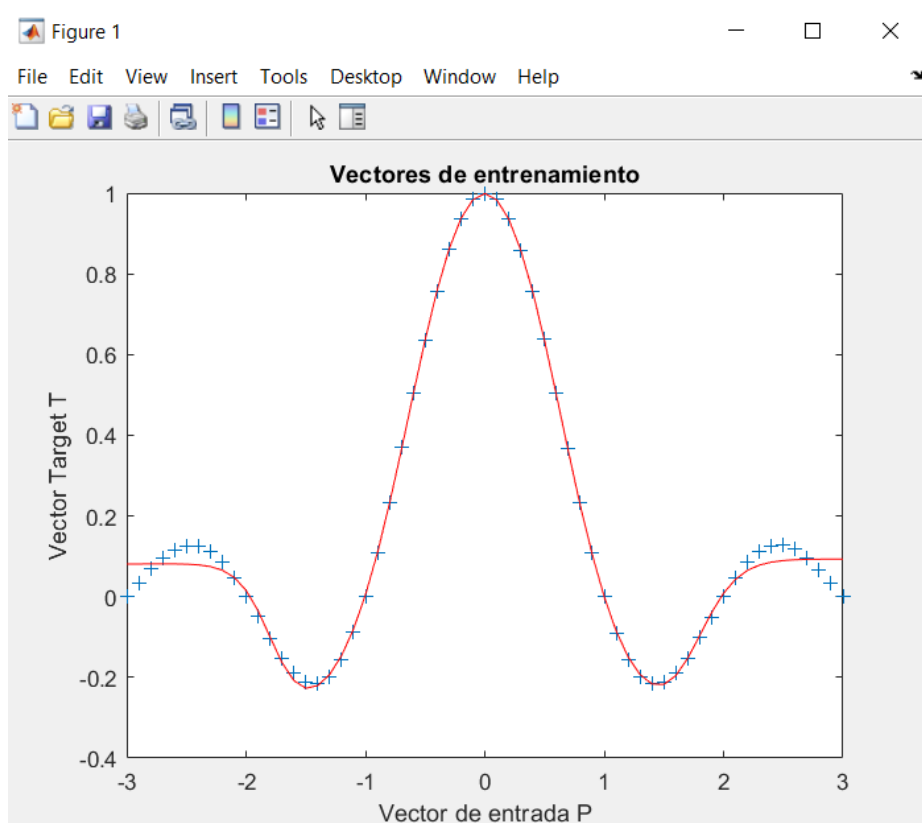 Figure 1
File Edit View Insert Tools Desktop Window Help
Vectores de entrenamiento
1
0.8
0.6
0.4
0.2
0
-0.2
-0.4
Vector Target T
-3 -2 -1 0 1 2 3
Vector de entrada P